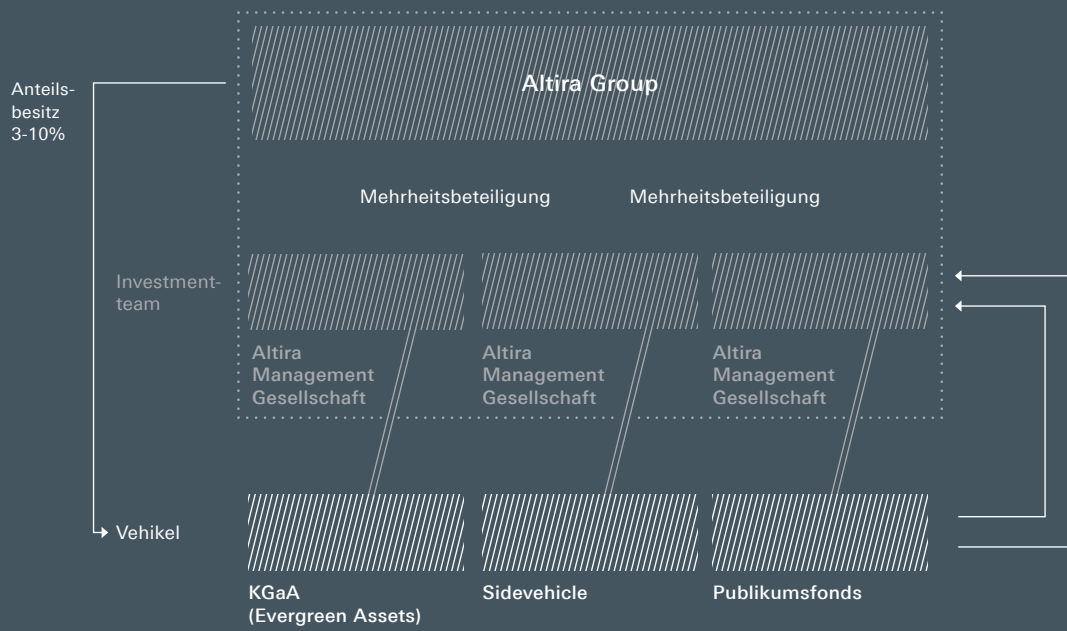 Altira Group
Anteils-
besitz
3-10%
Mehrheitsbeteiligung
Mehrheitsbeteiligung
Investment-
team
Altira
Management
Gesellschaft
Altira
Management
Gesellschaft
Altira
Management
Gesellschaft
Vehikel
KGaA
(Evergreen Assets)
Sidevehicle
Publikumsfonds